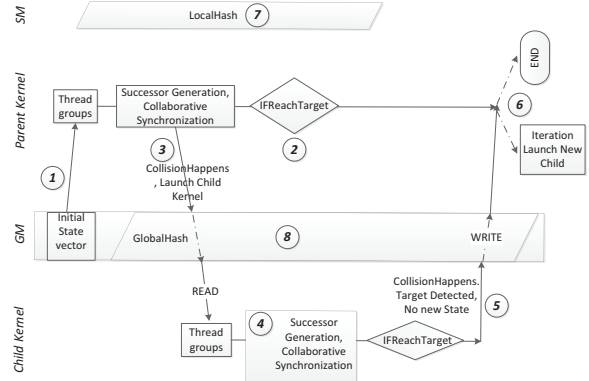 SM
LocalHash
7
Parent Kernel
Thread
groups
Successor Generation,
Collaborative
Synchronization
IFReachTarget
2
END
6
Iteration
Launch New
Child
1
3
CollisionHappens
, Launch Child
Kernel
GM
Initial
State
vector
GlobalHash
8
WRITE
READ
CollisionHappens.
Target Detected,
No new State
5
Child Kernel
Thread
groups
4
Successor
Generation,
Collaborative
Synchronization
IFReachTarget